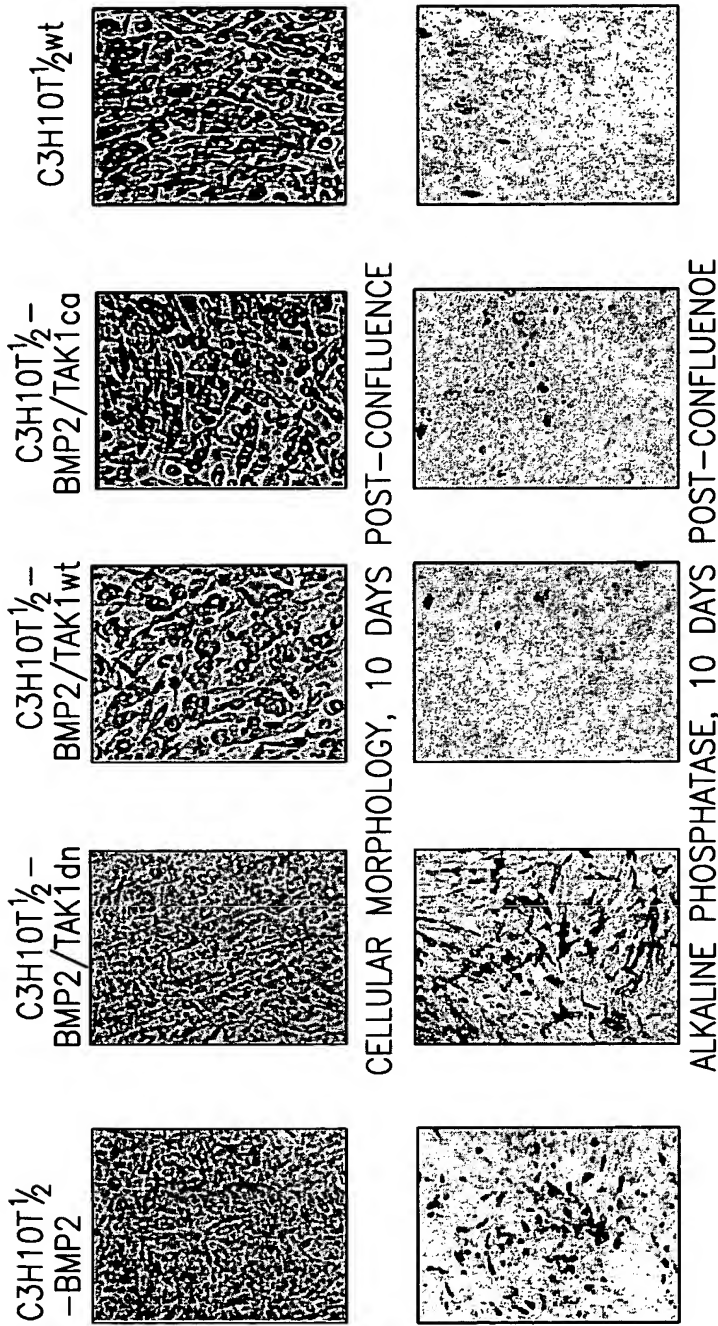 C3H10T½
-BMP2
C3H10T½-
BMP2/TAK1dn
C3H10T½-
BMP2/TAK1wt
C3H10T½-
BMP2/TAK1ca
C3H10T½wt
CELLULAR MORPHOLOGY, 10 DAYS POST-CONFLUENCE
ALKALINE PHOSPHATASE, 10 DAYS POST-CONFLUENOE